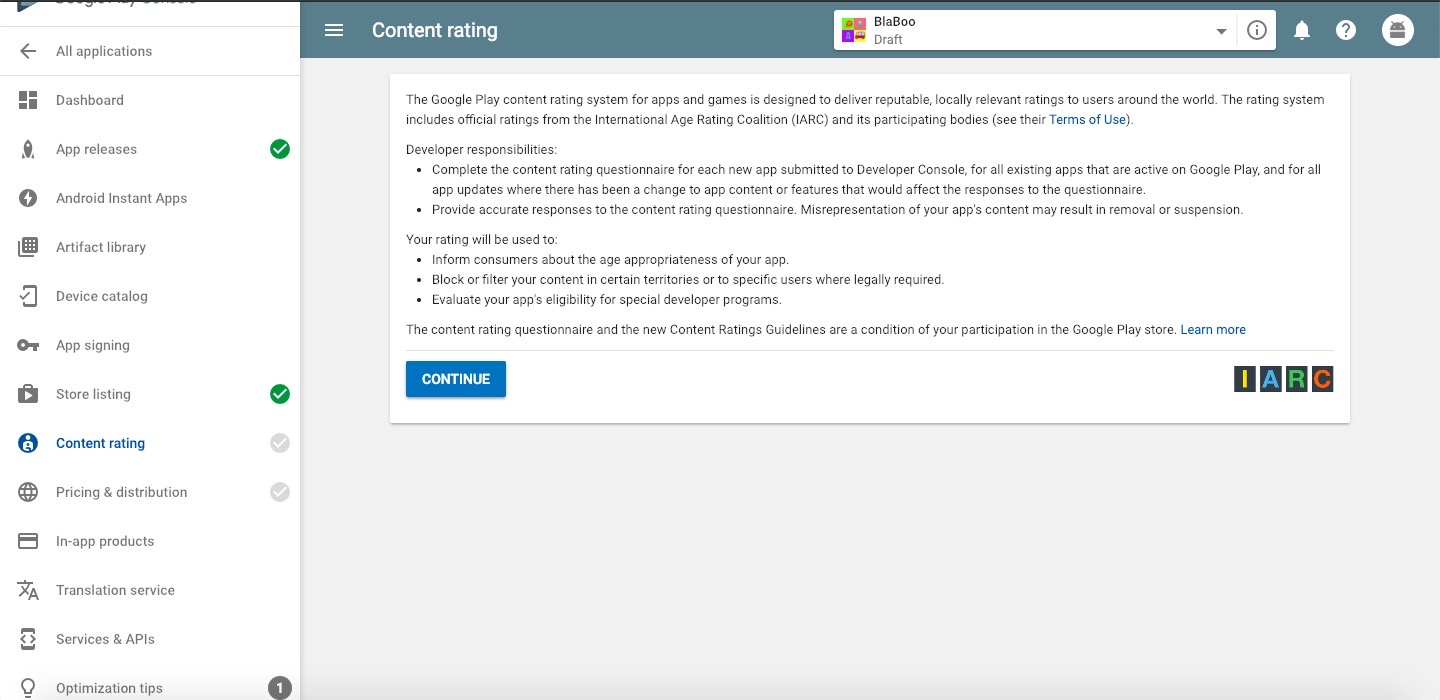 Google Play Console
All applications
Dashboard
App releases
Android Instant Apps
Artifact library
Device catalog
App signing
Store listing
Content rating
Pricing & distribution
In-app products
Translation service
Services & APIs
Optimization tips
1
Content rating
BlaBoo
Draft
The Google Play content rating system for apps and games is designed to deliver reputable, locally relevant ratings to users around the world. The rating system
includes official ratings from the International Age Rating Coalition (IARC) and its participating bodies (see their Terms of Use).
Developer responsibilities:
• Complete the content rating questionnaire for each new app submitted to Developer Console, for all existing apps that are active on Google Play, and for all
app updates where there has been a change to app content or features that would affect the responses to the questionnaire.
• Provide accurate responses to the content rating questionnaire. Misrepresentation of your app's content may result in removal or suspension.
Your rating will be used to:
• Inform consumers about the age appropriateness of your app.
• Block or filter your content in certain territories or to specific users where legally required.
• Evaluate your app's eligibility for special developer programs.
The content rating questionnaire and the new Content Ratings Guidelines are a condition of your participation in the Google Play store. Learn more
CONTINUE
IARC